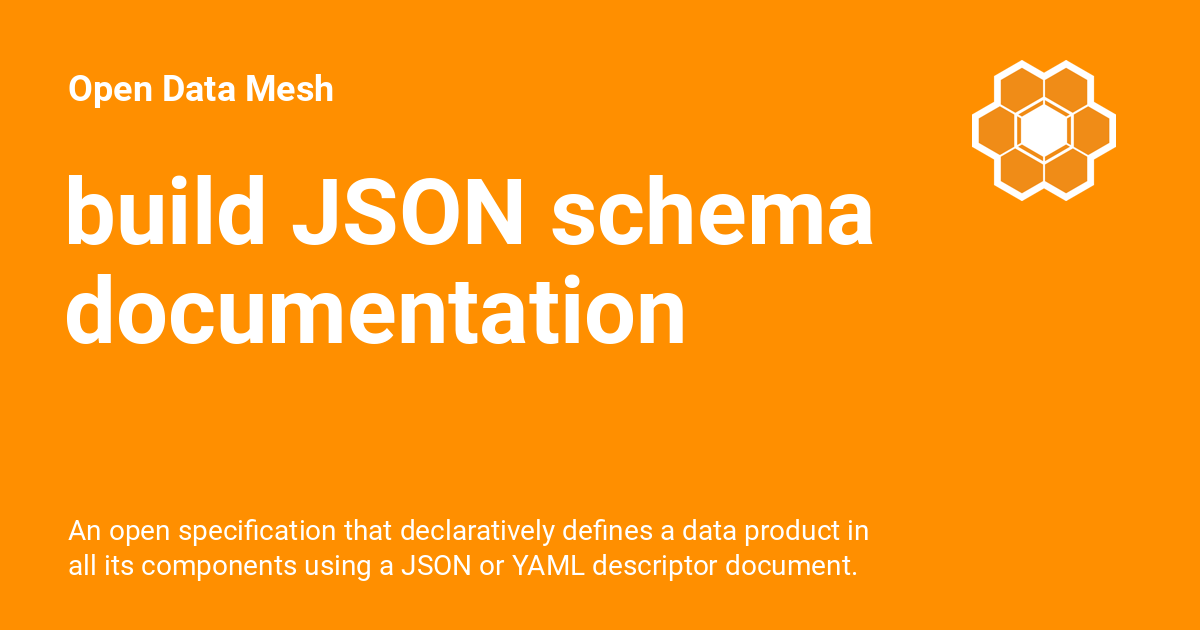 Open Data Mesh
build JSON schema
documentation
An open specification that declaratively defines a data product in
all its components using a JSON or YAML descriptor document.